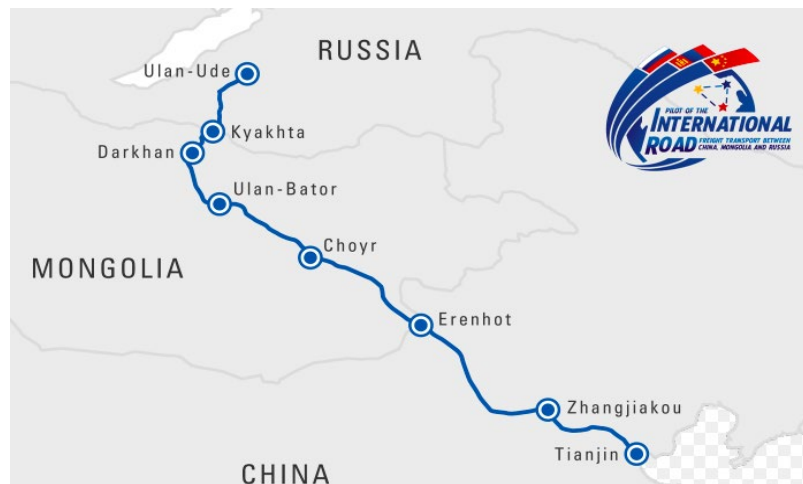 RUSSIA
Ulan-Ude
PILOT OF THE
INTERNATIONAL
ROAD FREIGHT TRANSPORT BETWEEN
CHINA, MONGOLIA AND RUSSIA
Kyakhta
Darkhan
Ulan-Bator
Choyr
MONGOLIA
Erenhot
Zhangjiakou
Tianjin
CHINA